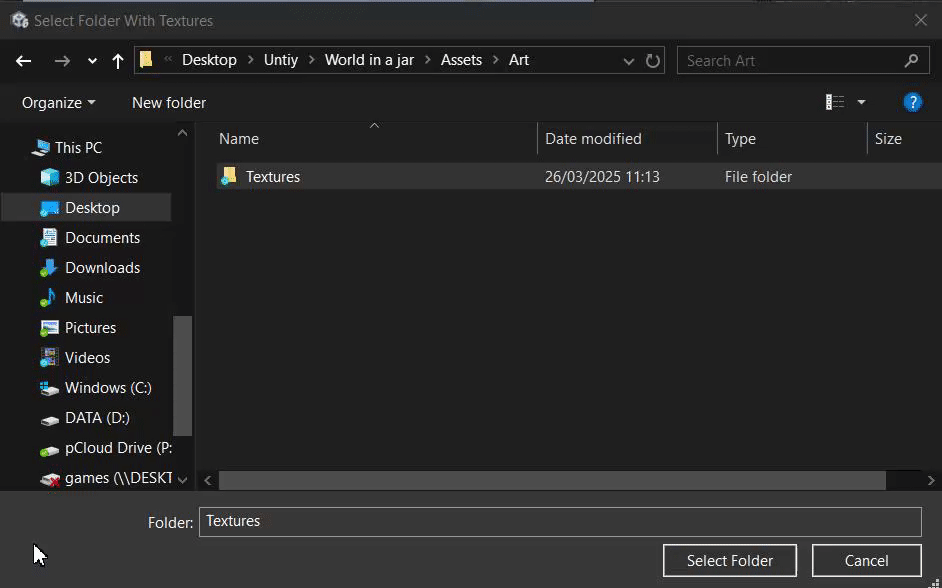 Select Folder With Textures
« Desktop > Untiy > World in a jar > Assets > Art
Search Art
Organize
New folder
?
Name
Date modified
Type
Size
This PC
3D Objects
Desktop
Documents
Downloads
Music
Pictures
Videos
Windows (C:)
DATA (D:)
pCloud Drive (P:
games (\\DESKT
Textures
26/03/2025 11:13
File folder
Folder:
Textures
Select Folder
Cancel